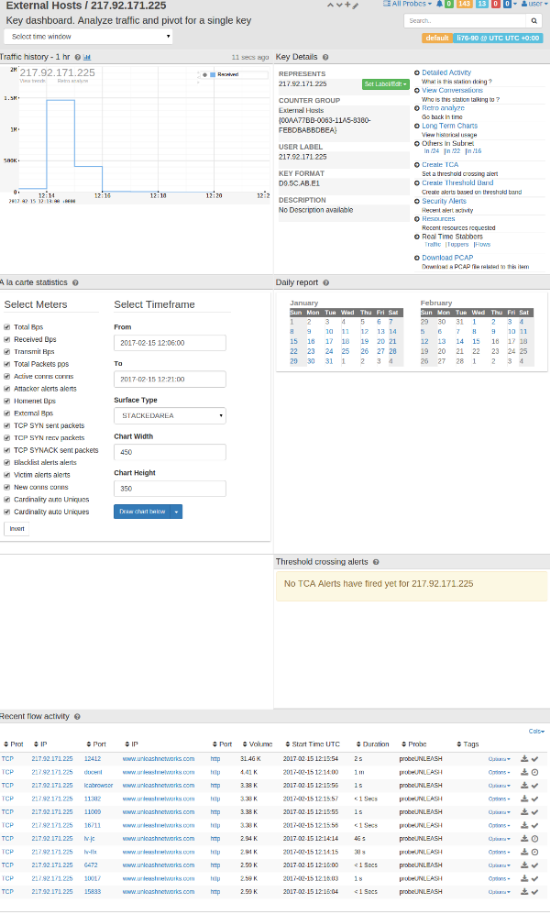 External Hosts / 217.92.171.225
All Probes 0 143 13 0 0 user
Key dashboard. Analyze traffic and pivot for a single key
Search..
Select time window
default 576-90 @ UTC UTC +0:00
Traffic history - 1 hr 11 secs ago
217.92.171.225
Received
2M
1.5M
1M
500K
0
12:14 12:16 12:18 12:20
Key Details
REPRESENTS
217.92.171.225
Set Label/Edit
COUNTER GROUP
External Hosts
{00AA77BB-0063-11A5-8380-
FEBDBABBDBEA}
USER LABEL
217.92.171.225
KEY FORMAT
D9.5C.AB.E1
DESCRIPTION
No Description available
Detailed Activity
What is this station doing ?
View Conversations
Who is this station talking to ?
Retro analyze
Go back in time
Long Term Charts
View historical usage
Others In Subnet
in /24 |in /22 |in /16
Create TCA
Set a threshold crossing alert
Create Threshold Band
Create alerts based on threshold band
Security Alerts
Recent alert activity
Resources
Recent resources requested
Real Time Stabbers
Traffic |Toppers |Flows
Download PCAP
Download a PCAP file related to this item
A la carte statistics
Select Meters
Total Bps
Received Bps
Transmit Bps
Total Packets pps
Active conns conns
Attacker alerts alerts
Homenet Bps
External Bps
TCP SYN sent packets
TCP SYN recv packets
TCP SYNACK sent packets
Blacklist alerts alerts
Victim alerts alerts
New conns conns
Cardinality auto Uniques
Cardinality auto Uniques
Invert
Select Timeframe
From
2017-02-15 12:06:00
To
2017-02-15 12:21:00
Surface Type
STACKEDAREA
Chart Width
450
Chart Height
350
Draw chart below
Daily report
January
Sun Mon Tue Wed Thu Fri Sat
1 2 3 4 5 6 7
8 9 10 11 12 13 14
15 16 17 18 19 20 21
22 23 24 25 26 27 28
29 30 31 1 2 3 4
February
Sun Mon Tue Wed Thu Fri Sat
29 30 31 1 2 3 4
5 6 7 8 9 10 11
12 13 14 15 16 17 18
19 20 21 22 23 24 25
26 27 28 1 2 3 4
Threshold crossing alerts
No TCA Alerts have fired yet for 217.92.171.225
Recent flow activity
Cols
Prot IP Port IP Port Volume Start Time UTC Duration Probe Tags
TCP 217.92.171.225 12412 www.unleashnetworks.com http 31.46 K 2017-02-15 12:15:54 2 s probeUNLEASH Options
TCP 217.92.171.225 docent www.unleashnetworks.com http 4.41 K 2017-02-15 12:14:00 1 m probeUNLEASH Options
TCP 217.92.171.225 icabrowser www.unleashnetworks.com http 3.38 K 2017-02-15 12:15:56 1 s probeUNLEASH Options
TCP 217.92.171.225 11382 www.unleashnetworks.com http 3.38 K 2017-02-15 12:15:57 < 1 Secs probeUNLEASH Options
TCP 217.92.171.225 11089 www.unleashnetworks.com http 3.38 K 2017-02-15 12:15:55 1 s probeUNLEASH Options
TCP 217.92.171.225 16711 www.unleashnetworks.com http 3.38 K 2017-02-15 12:15:56 < 1 Secs probeUNLEASH Options
TCP 217.92.171.225 tv-jc www.unleashnetworks.com http 2.94 K 2017-02-15 12:14:14 46 s probeUNLEASH Options
TCP 217.92.171.225 www.unleashnetworks.com http 2.94 K 2017-02-15 12:14:15 38 s probeUNLEASH Options
TCP 217.92.171.225 6472 www.unleashnetworks.com http 2.59 K 2017-02-15 12:16:00 < 1 Secs probeUNLEASH Options
TCP 217.92.171.225 10017 www.unleashnetworks.com http 2.59 K 2017-02-15 12:16:03 1 s probeUNLEASH Options
TCP 217.92.171.225 15833 www.unleashnetworks.com http 2.59 K 2017-02-15 12:16:04 < 1 Secs probeUNLEASH Options